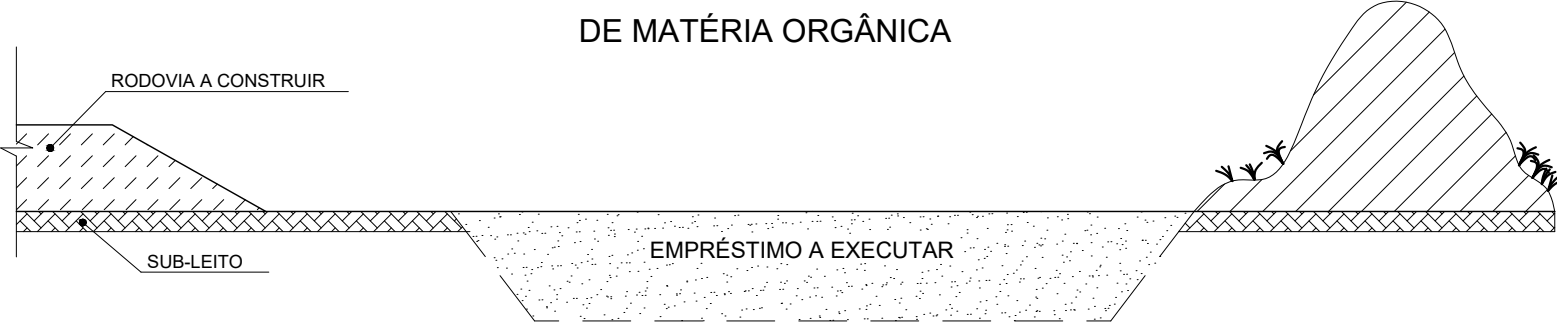 DE MATÉRIA ORGÂNICA
RODOVIA A CONSTRUIR
EMPRÉSTIMO A EXECUTAR
SUB-LEITO